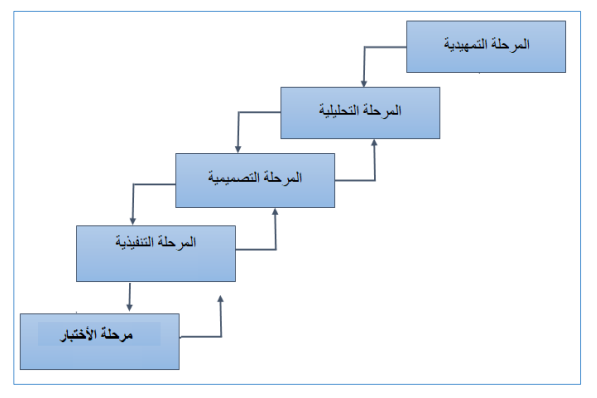 المرحلة التمهيدية
المرحلة التحليلية
المرحلة التصميمية
المرحلة التنفيذية
مرحلة الأختبار